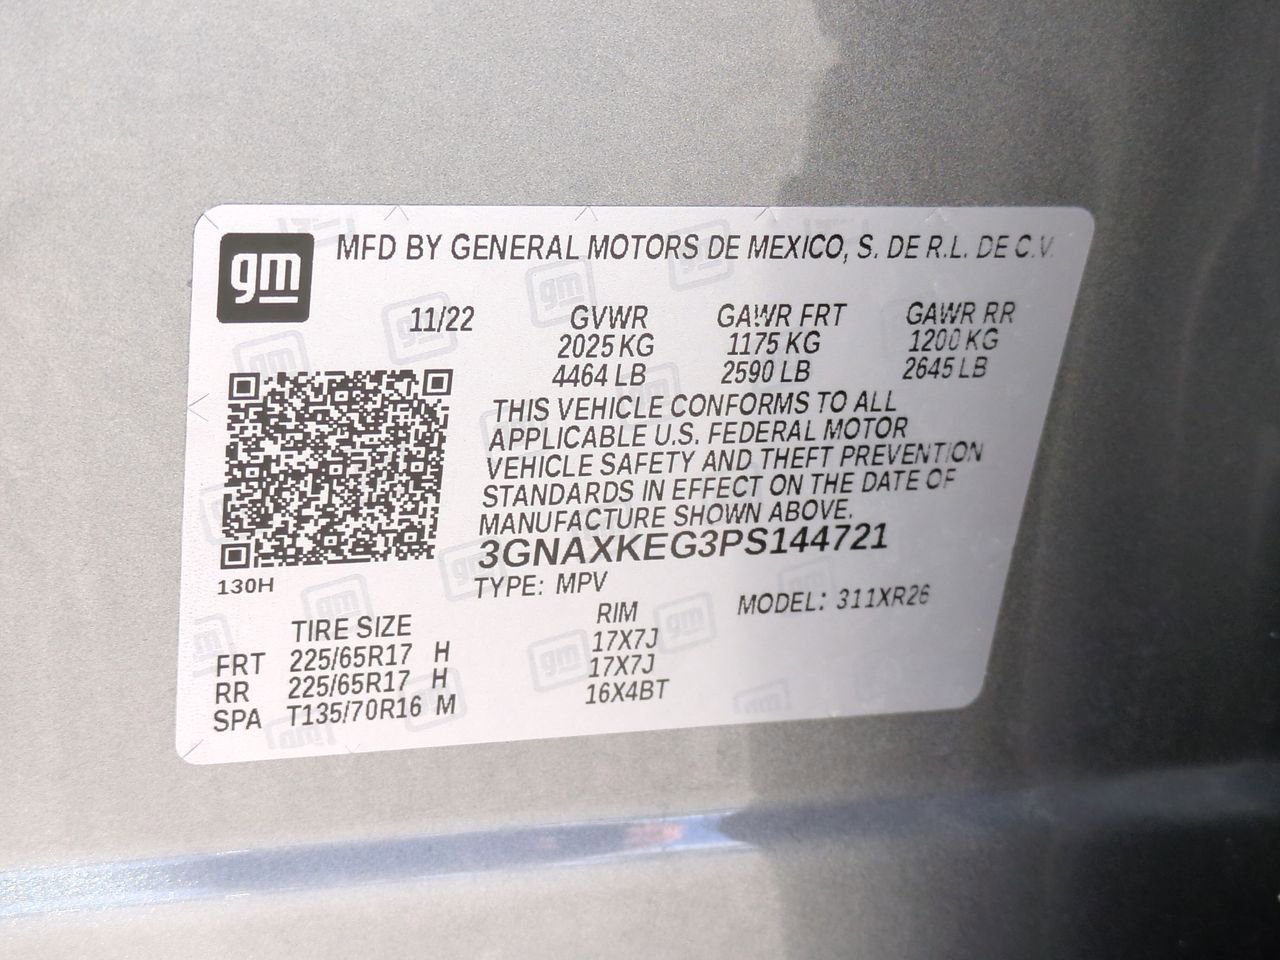 gm
MFD BY GENERAL MOTORS DE MEXICO, S. DE R.L. DE C.V.
11/22 GVWR GAWR FRT GAWR RR
2025 KG 1175 KG 1200 KG
4464 LB 2590 LB 2645 LB
THIS VEHICLE CONFORMS TO ALL
APPLICABLE U.S. FEDERAL MOTOR
VEHICLE SAFETY AND THEFT PREVENTION
STANDARDS IN EFFECT ON THE DATE OF
MANUFACTURE SHOWN ABOVE.
3GNAXKEG3PS144721
130H
TYPE: MPV MODEL: 311XR26
TIRE SIZE RIM
FRT 225/65R17 H 17X7J
RR 225/65R17 H 17X7J
SPA T135/70R16 M 16X4BT